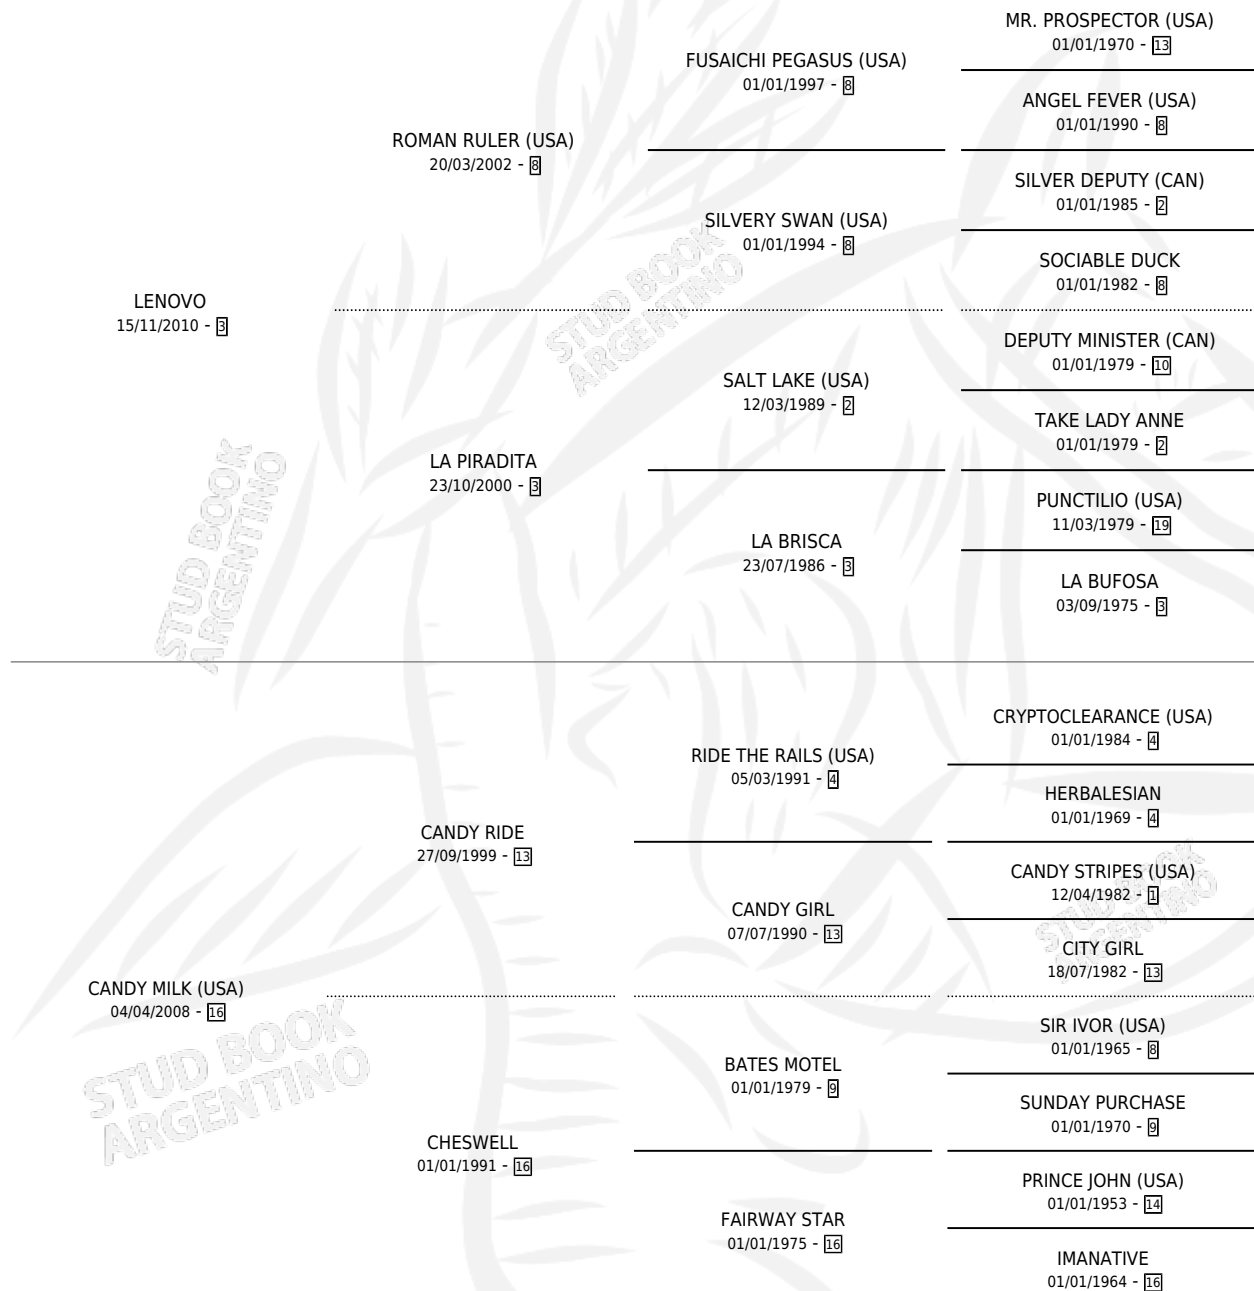 MR. PROSPECTOR (USA)
01/01/1970 - 13
FUSAICHI PEGASUS (USA)
01/01/1997 - 8
ANGEL FEVER (USA)
01/01/1990 - 8
ROMAN RULER (USA)
20/03/2002 - 8
SILVER DEPUTY (CAN)
01/01/1985 - 2
SILVERY SWAN (USA)
01/01/1994 - 8
SOCIABLE DUCK
01/01/1982 - 8
LENOVO
15/11/2010 - 3
DEPUTY MINISTER (CAN)
01/01/1979 - 10
SALT LAKE (USA)
12/03/1989 - 2
TAKE LADY ANNE
01/01/1979 - 2
LA PIRADITA
23/10/2000 - 3
PUNCTILIO (USA)
11/03/1979 - 19
LA BRISCA
23/07/1986 - 3
LA BUFOSA
03/09/1975 - 3
CRYPTOCLEARANCE (USA)
01/01/1984 - 4
RIDE THE RAILS (USA)
05/03/1991 - 4
HERBALESIAN
01/01/1969 - 4
CANDY RIDE
27/09/1999 - 13
CANDY STRIPES (USA)
12/04/1982 - 1
CANDY GIRL
07/07/1990 - 13
CITY GIRL
18/07/1982 - 13
CANDY MILK (USA)
04/04/2008 - 16
SIR IVOR (USA)
01/01/1965 - 8
BATES MOTEL
01/01/1979 - 9
SUNDAY PURCHASE
01/01/1970 - 9
CHESWELL
01/01/1991 - 16
PRINCE JOHN (USA)
01/01/1953 - 14
FAIRWAY STAR
01/01/1975 - 16
IMANATIVE
01/01/1964 - 16
STUD BOOK
ARGENTINO
STUD BOOK
ARGENTINO
STUD BOOK
ARGENTINO
STUD BOOK
ARGENTINO